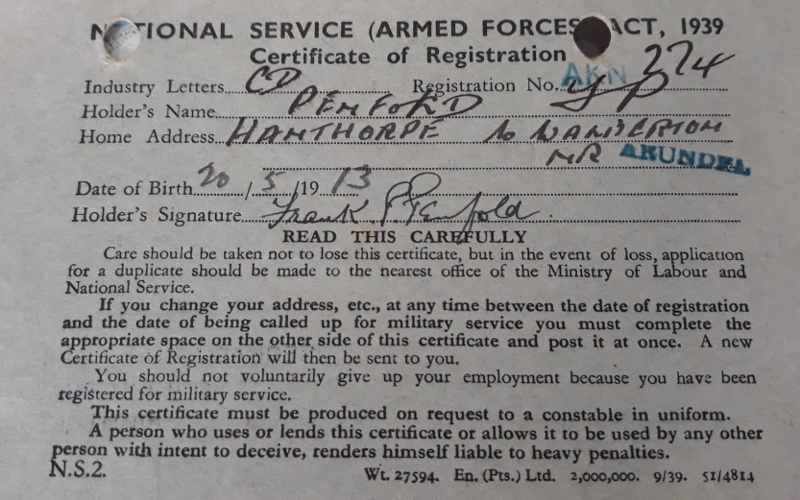 NATIONAL SERVICE (ARMED FORCES) ACT, 1939
Certificate of Registration
Industry Letters CD Registration No. AKN 274
Holder's Name PENFOLD
Home Address HAWTHORPE
NR ARUNDEL
Date of Birth 20/5/1913
Holder's Signature Frank P Penfold.
READ THIS CAREFULLY
Care should be taken not to lose this certificate, but in the event of loss, application
for a duplicate should be made to the nearest office of the Ministry of Labour and
National Service.
If you change your address, etc., at any time between the date of registration
and the date of being called up for military service you must complete the
appropriate space on the other side of this certificate and post it at once. A new
Certificate of Registration will then be sent to you.
You should not voluntarily give up your employment because you have been
registered for military service.
This certificate must be produced on request to a constable in uniform.
A person who uses or lends this certificate or allows it to be used by any other
person with intent to deceive, renders himself liable to heavy penalties.
N.S.2. Wt. 27594. En. (Pts.) Ltd. 2,000,000. 9/39. 51/4814